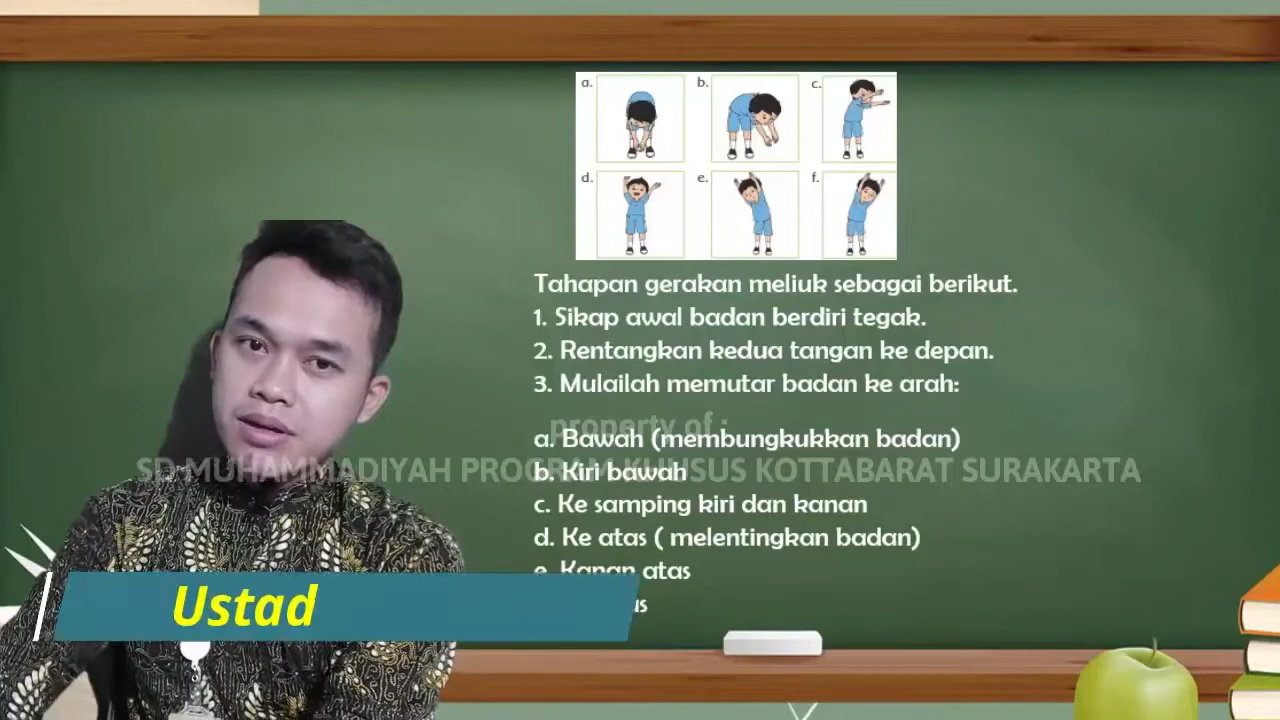 a. b. c.
d. e. f.
Tahapan gerakan meliuk sebagai berikut.
1. Sikap awal badan berdiri tegak.
2. Rentangkan kedua tangan ke depan.
3. Mulailah memutar badan ke arah:
property of :
a. Bawah (membungkukkan badan)
SD MUHAMMADIYAH PROGRAM KHUSUS KOTTABARAT SURAKARTA
b. Kiri bawah
c. Ke samping kiri dan kanan
d. Ke atas ( melentingkan badan)
e. Kanan atas
Ustad